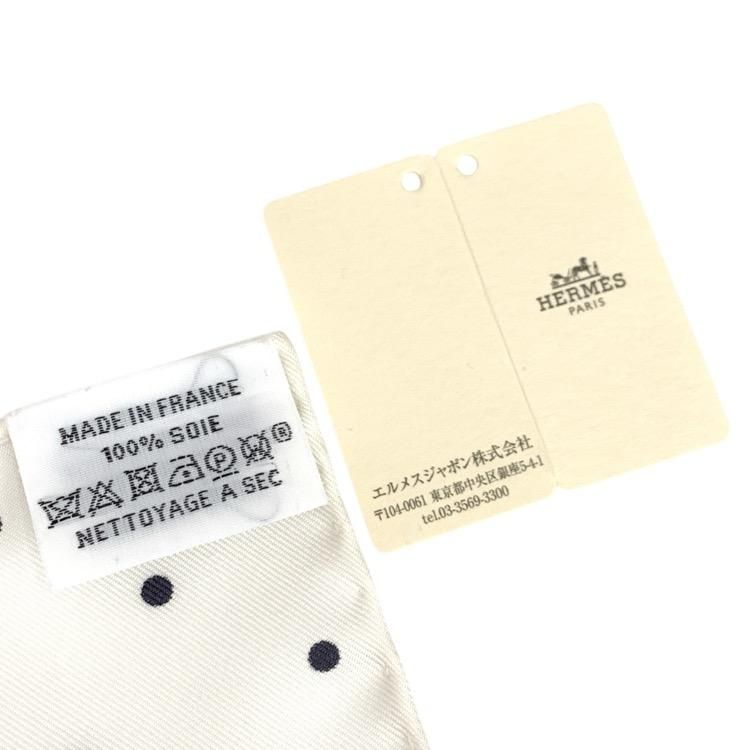 HERMÈS
PARIS
エルメスジャポン株式会社
〒104-0061 東京都中央区銀座5-4-1
tel.03-3569-3300
MADE IN FRANCE
100% SOIE
P ®
NETTOYAGE A SEC